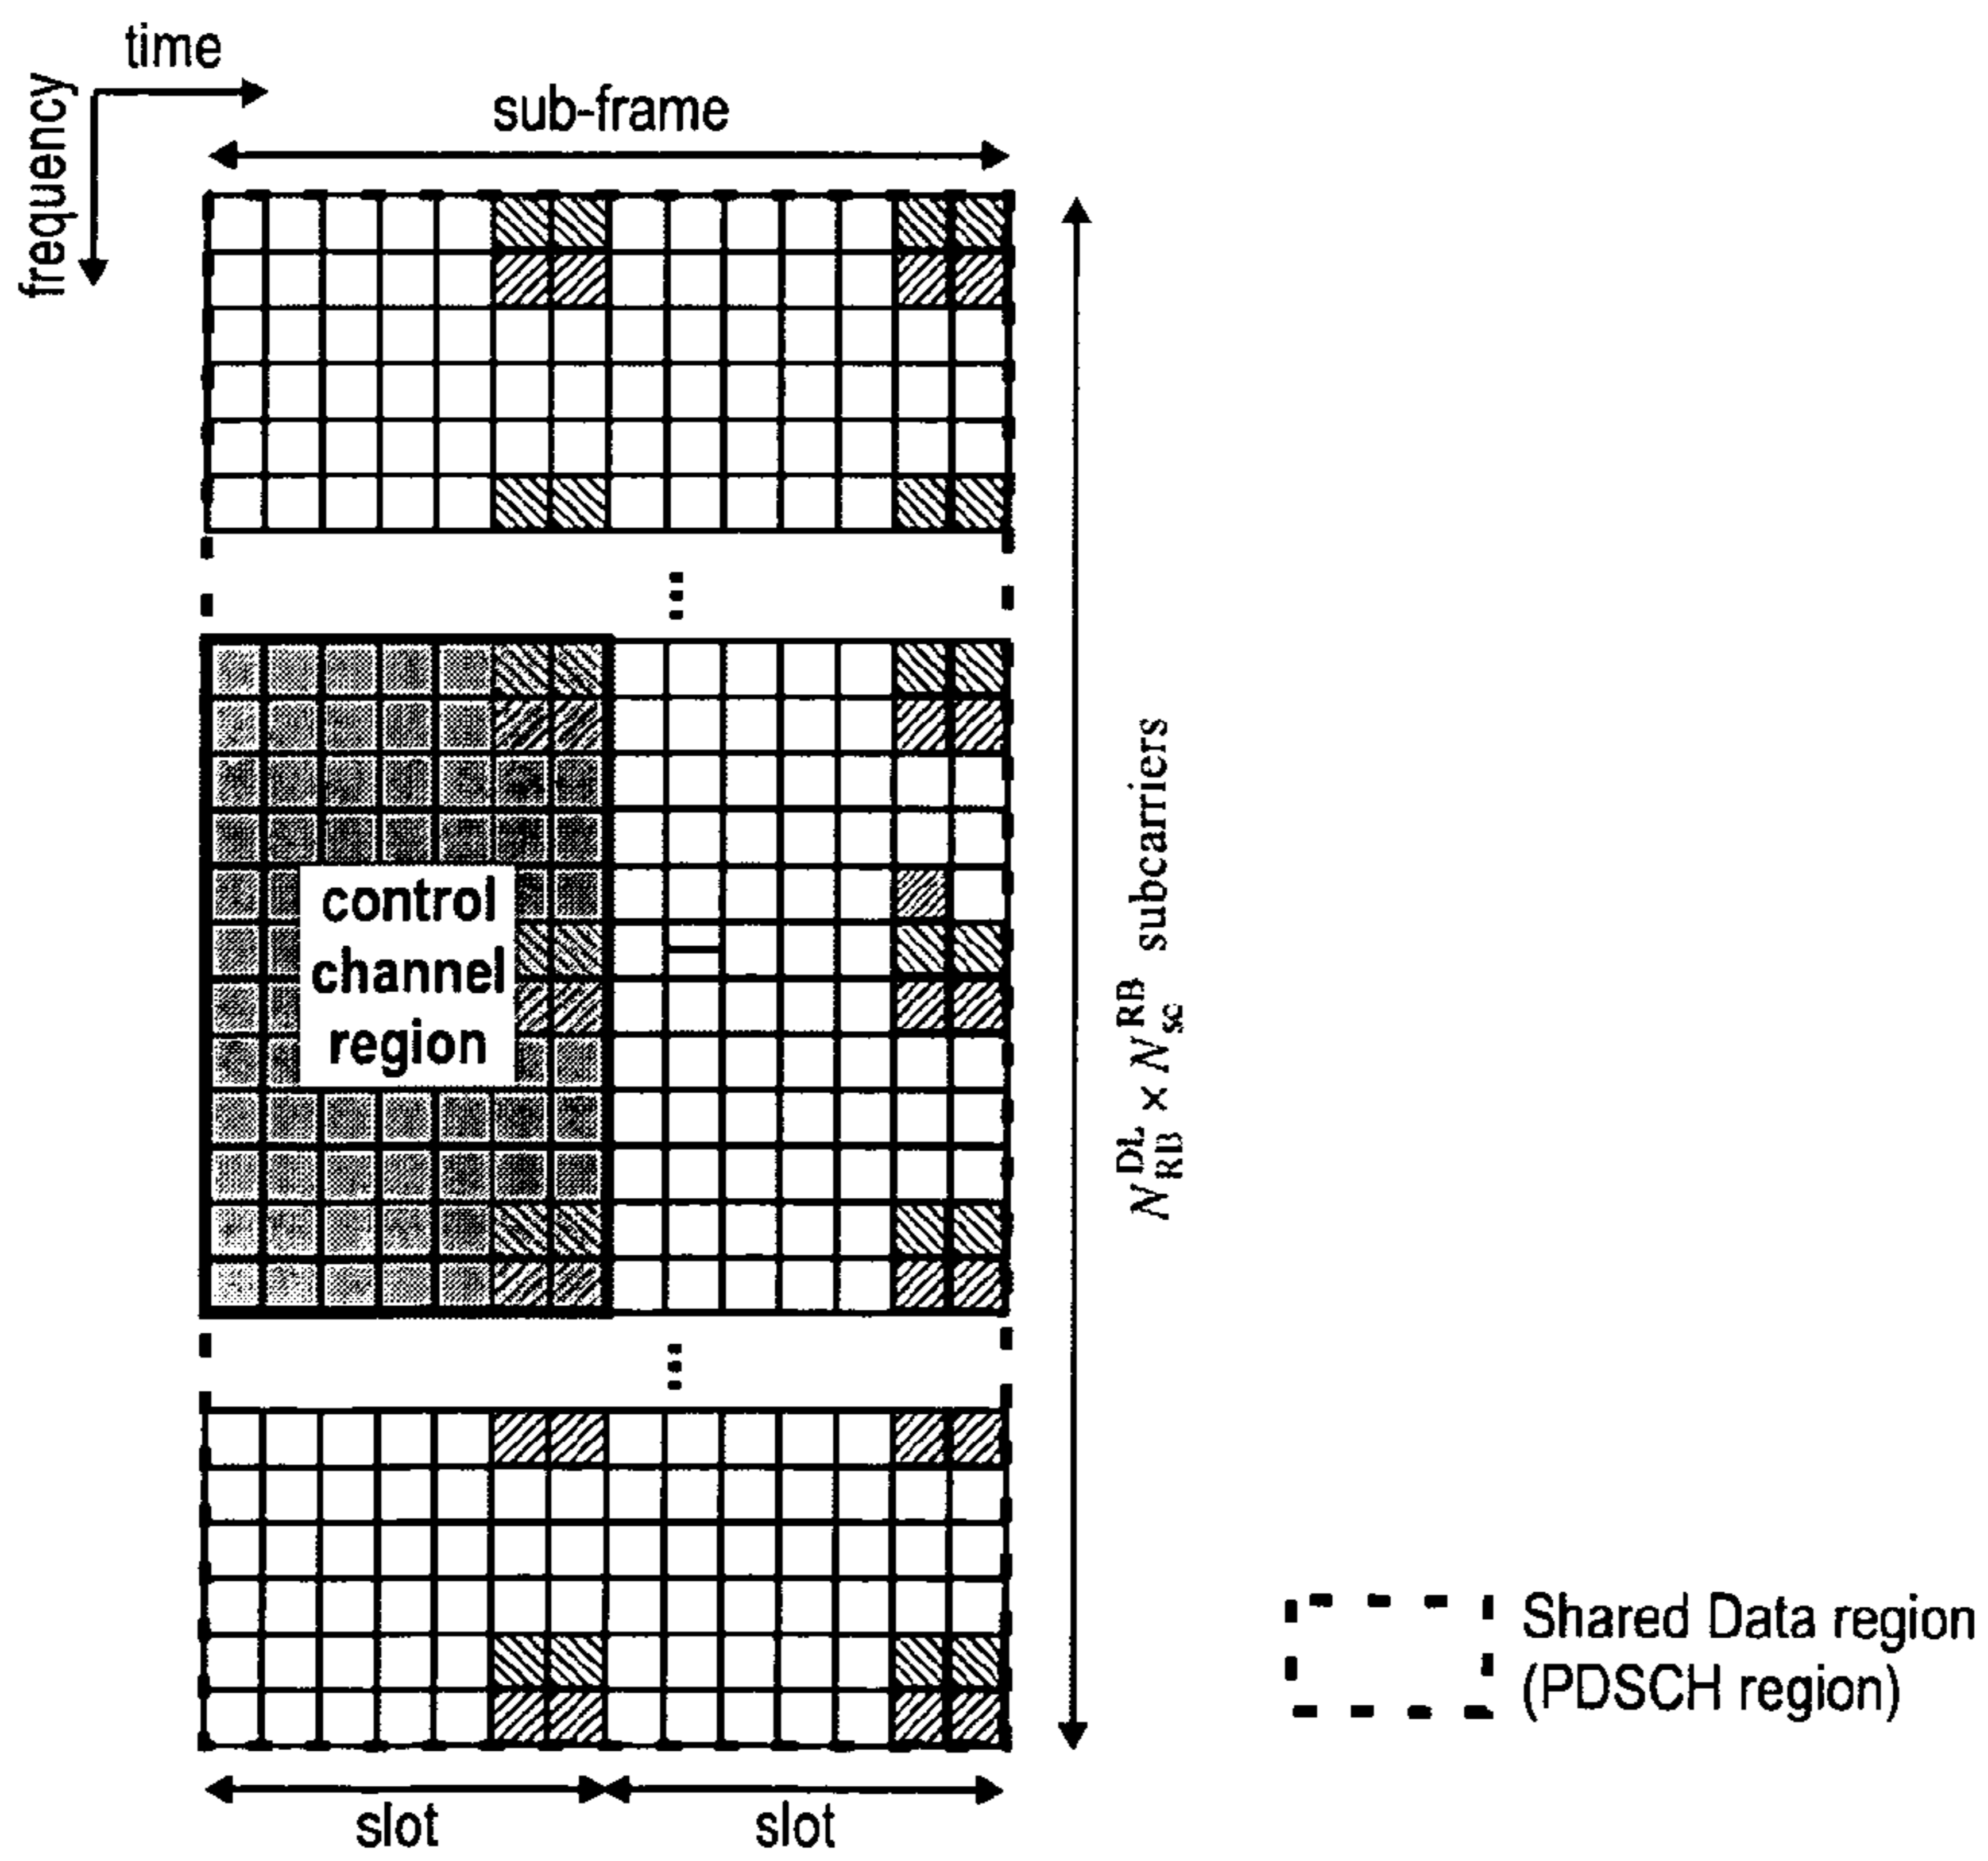 time
frequency
sub-frame
control
channel
region
N_RB^DL × N_sc^RB subcarriers
Shared Data region
(PDSCH region)
slot
slot